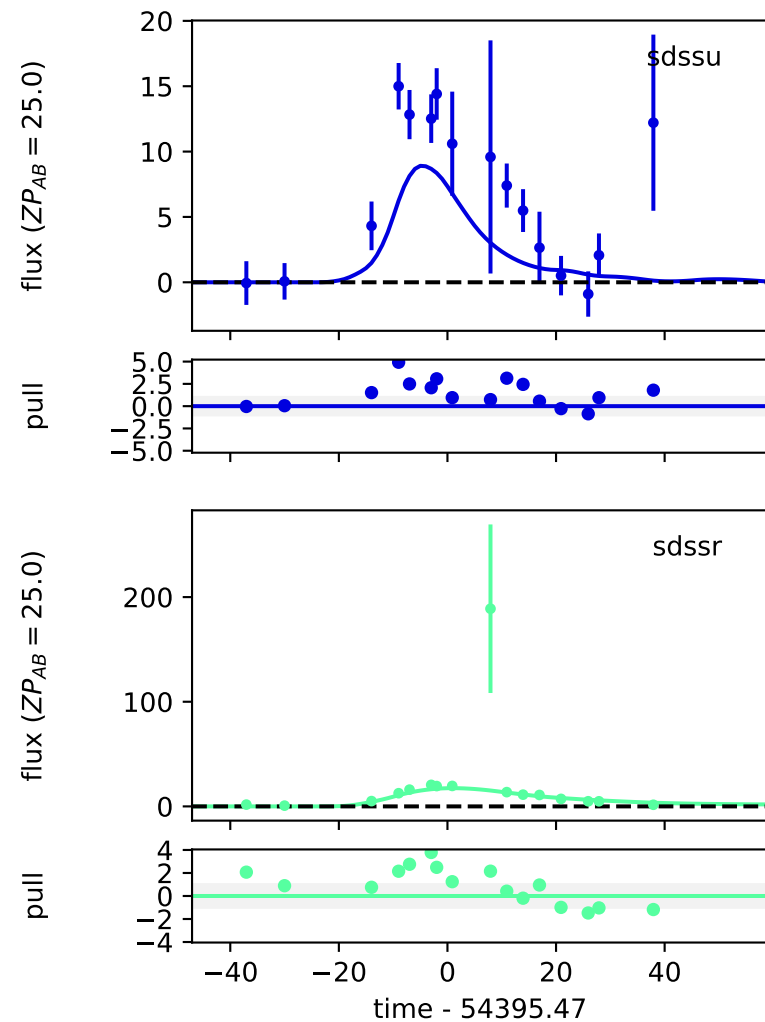 sdssu
flux (ZP_AB = 25.0)
20
15
10
5
0
pull
5.0
2.5
0.0
−2.5
−5.0
sdssr
flux (ZP_AB = 25.0)
200
100
0
pull
4
2
0
−2
−4
−40 −20 0 20 40
time - 54395.47